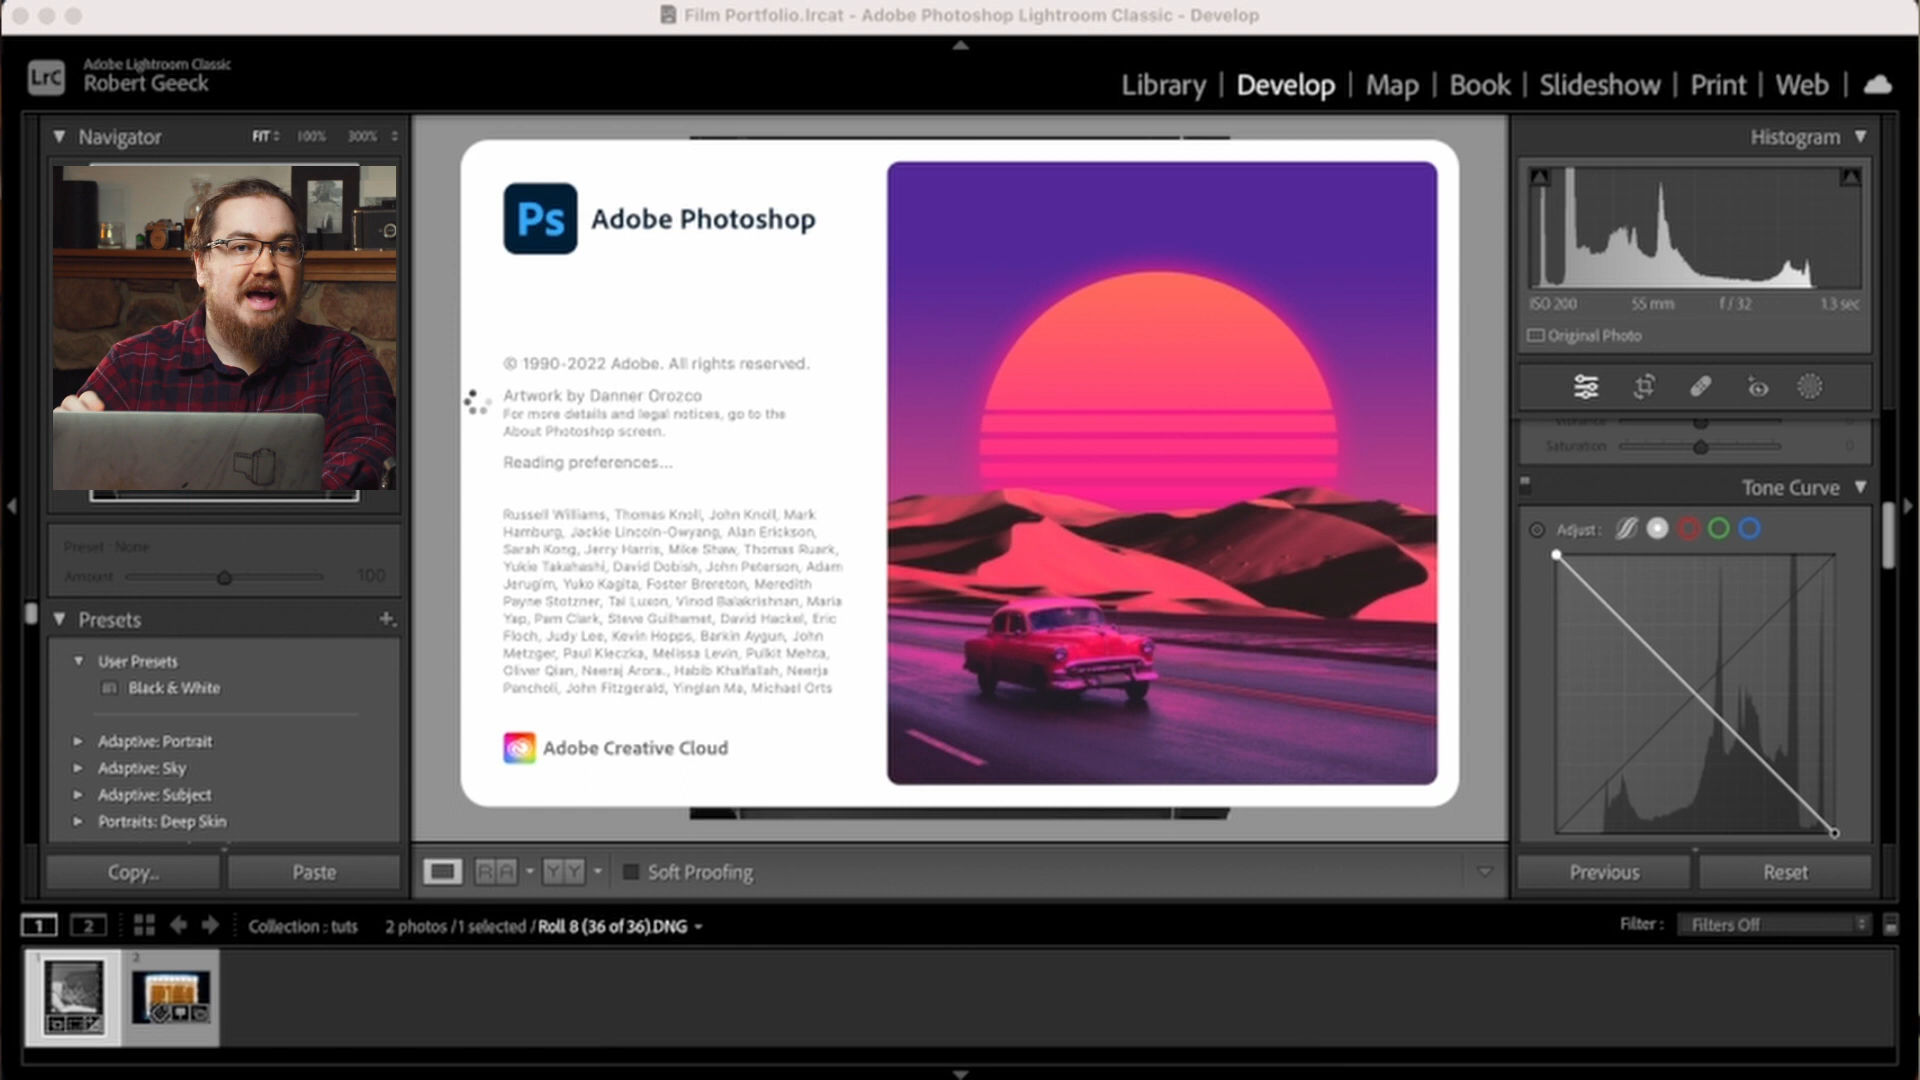 Film Portfolio.lrcat - Adobe Photoshop Lightroom Classic - Develop
LrC
Adobe Lightroom Classic
Robert Geeck
Library | Develop | Map | Book | Slideshow | Print | Web
Navigator FIT 100% 300%
Histogram
ISO 200 55 mm f / 32 1.3 sec
Original Photo
Saturation 0
Tone Curve
Adjust :
Ps Adobe Photoshop
© 1990-2022 Adobe. All rights reserved.
Artwork by Danner Orozco
For more details and legal notices, go to the
About Photoshop screen.
Reading preferences...
Russell Williams, Thomas Knoll, John Knoll, Mark
Hamburg, Jackie Lincoln-Owyang, Alan Erickson,
Sarah Kong, Jerry Harris, Mike Shaw, Thomas Ruark,
Yukie Takahashi, David Dobish, John Peterson, Adam
Jerugim, Yuko Kagita, Foster Brereton, Meredith
Payne Stotzner, Tai Luxon, Vinod Balakrishnan, Maria
Yap, Pam Clark, Steve Guilhamet, David Hackel, Eric
Floch, Judy Lee, Kevin Hopps, Barkin Aygun, John
Metzger, Paul Kleczka, Melissa Levin, Pulkit Mehta,
Oliver Qian, Neeraj Arora., Habib Khalfallah, Neerja
Pancholi, John Fitzgerald, Yinglan Ma, Michael Orts
Adobe Creative Cloud
Preset : None
Amount 100
Presets
User Presets
Black & White
Adaptive: Portrait
Adaptive: Sky
Adaptive: Subject
Portraits: Deep Skin
Copy... Paste
R A Y Y Soft Proofing
Previous Reset
1 2 Collection : tuts 2 photos /1 selected / Roll 8 (36 of 36).DNG
Filter : Filters Off
1 2